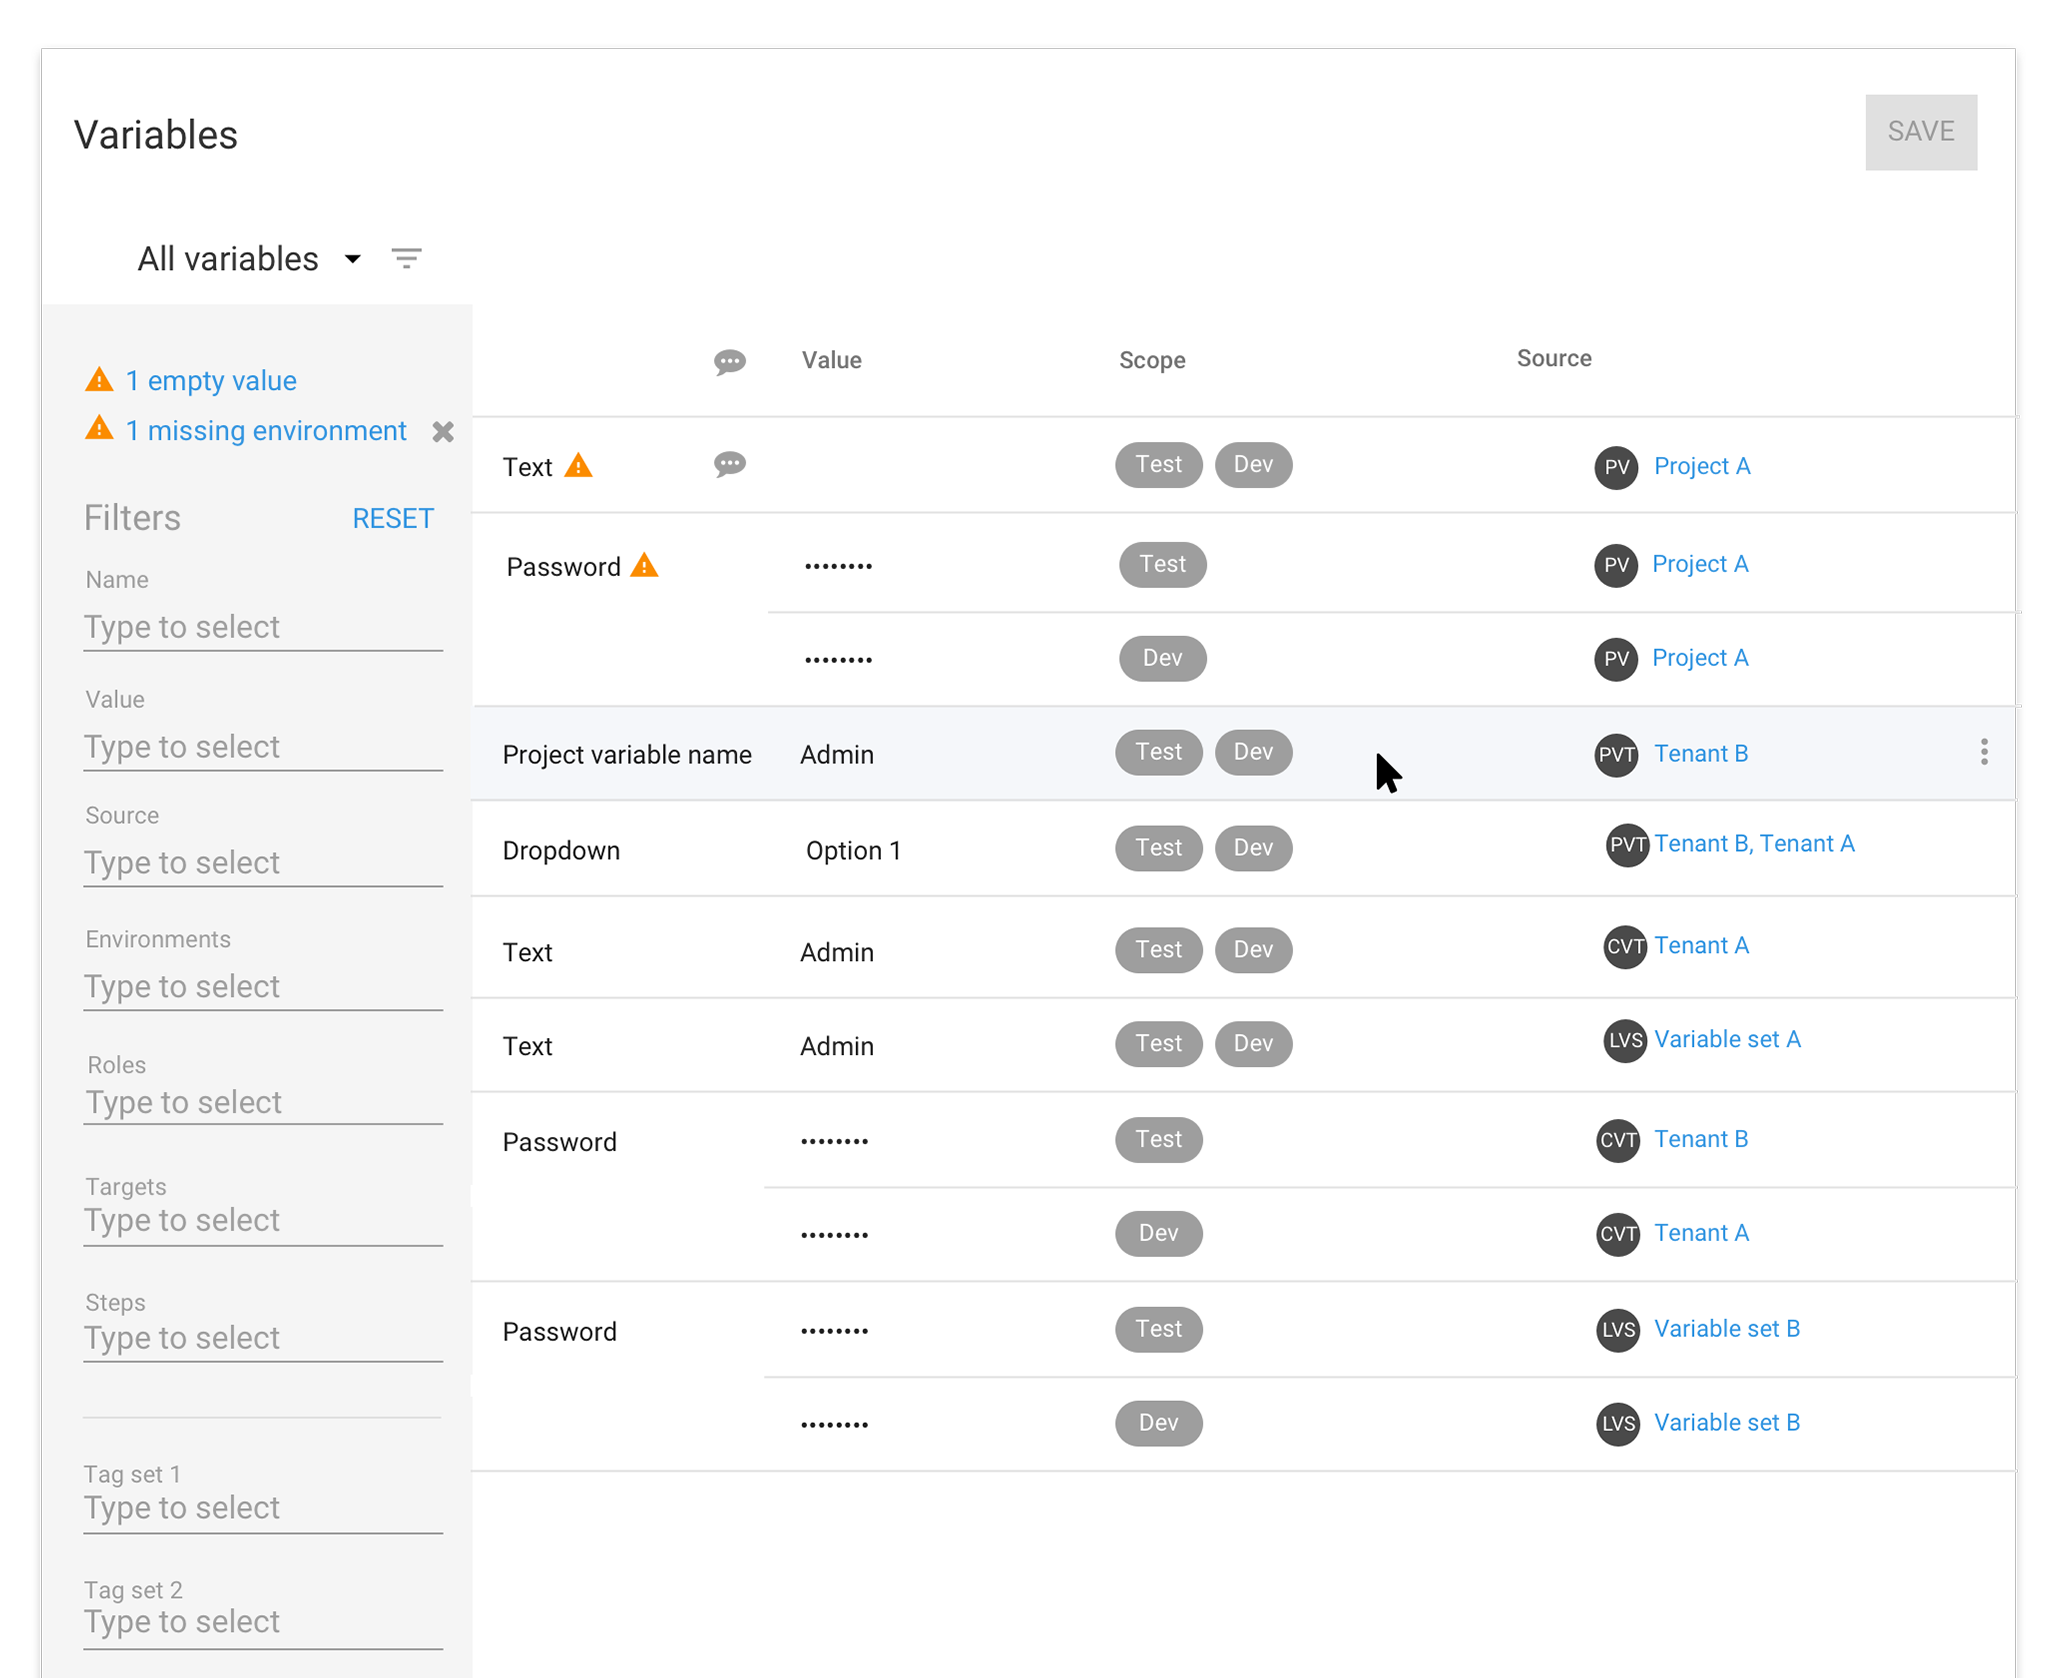 Variables
SAVE
All variables
1 empty value
1 missing environment
Filters RESET
Name
Type to select
Value
Type to select
Source
Type to select
Environments
Type to select
Roles
Type to select
Targets
Type to select
Steps
Type to select
Tag set 1
Type to select
Tag set 2
Type to select
Value Scope Source
Text Test Dev PV Project A
Password •••••••• Test PV Project A
•••••••• Dev PV Project A
Project variable name Admin Test Dev PVT Tenant B
Dropdown Option 1 Test Dev PVT Tenant B, Tenant A
Text Admin Test Dev CVT Tenant A
Text Admin Test Dev LVS Variable set A
Password •••••••• Test CVT Tenant B
•••••••• Dev CVT Tenant A
Password •••••••• Test LVS Variable set B
•••••••• Dev LVS Variable set B